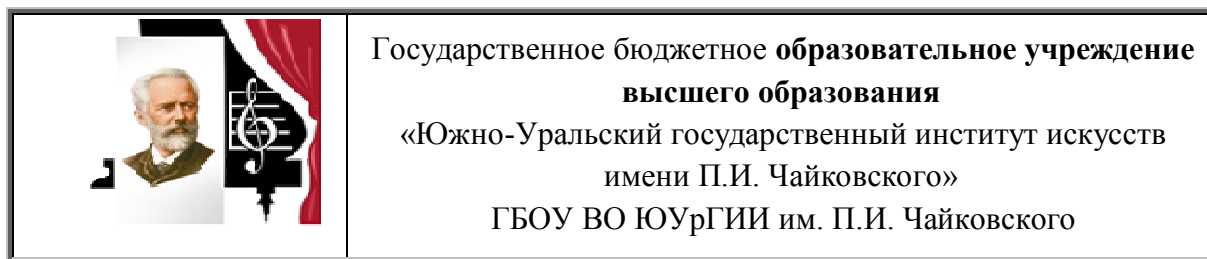 Государственное бюджетное образовательное учреждение
высшего образования
«Южно-Уральский государственный институт искусств
имени П.И. Чайковского»
ГБОУ ВО ЮУрГИИ им. П.И. Чайковского